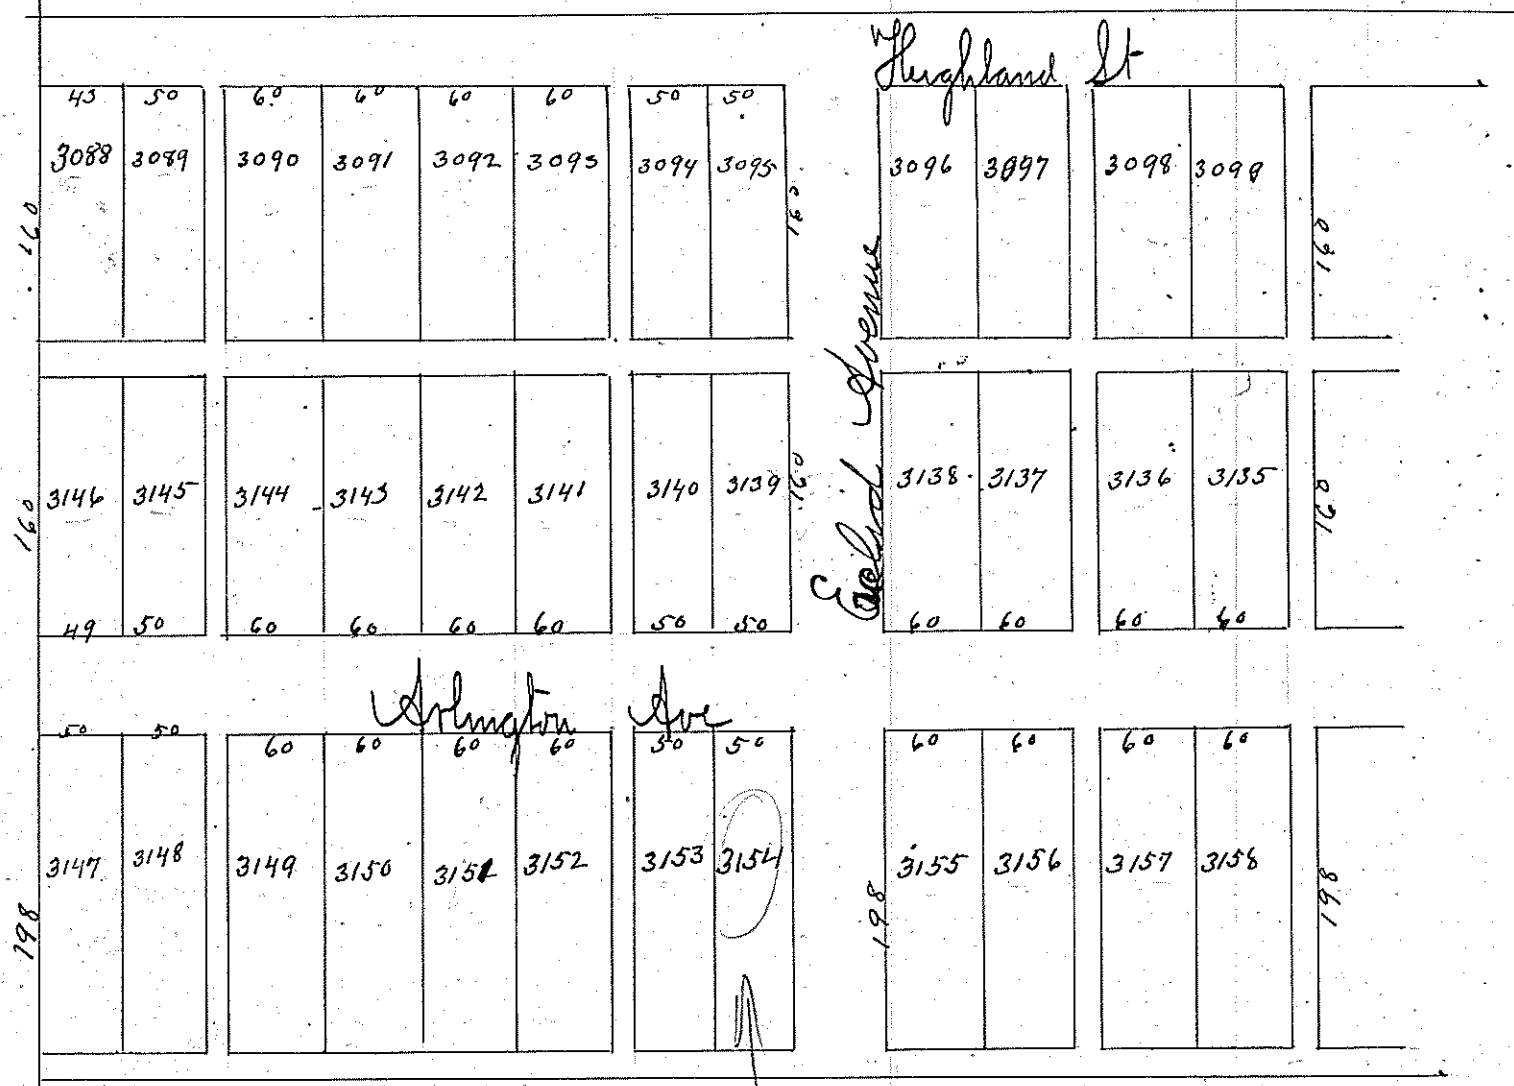 Heighland St
43 50 60 60 60 60 50 50
3088 3089 3090 3091 3092 3093 3094 3095 3096 3097 3098 3099
160 160 160
Euclid Avenue
3146 3145 3144 3143 3142 3141 3140 3139 3138 3137 3136 3135
160 160 160
49 50 60 60 60 60 50 50 60 60 60 60
Arlington Ave
50 50 60 60 60 60 50 50 60 60 60 60
3147 3148 3149 3150 3151 3152 3153 3154 3155 3156 3157 3158
198 198 198